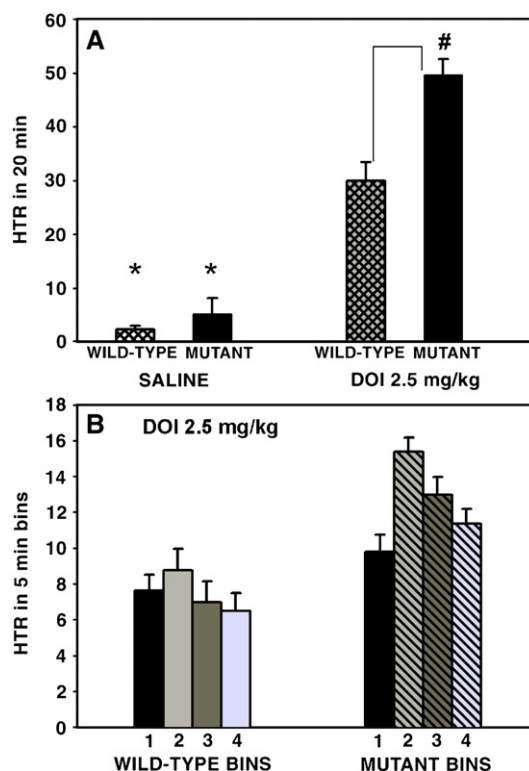 A
60
50
40
30
20
10
0
HTR in 20 min
* *
#
WILD-TYPE MUTANT WILD-TYPE MUTANT
SALINE DOI 2.5 mg/kg
B DOI 2.5 mg/kg
18
16
14
12
10
8
6
4
2
0
HTR in 5 min bins
1 2 3 4 1 2 3 4
WILD-TYPE BINS MUTANT BINS